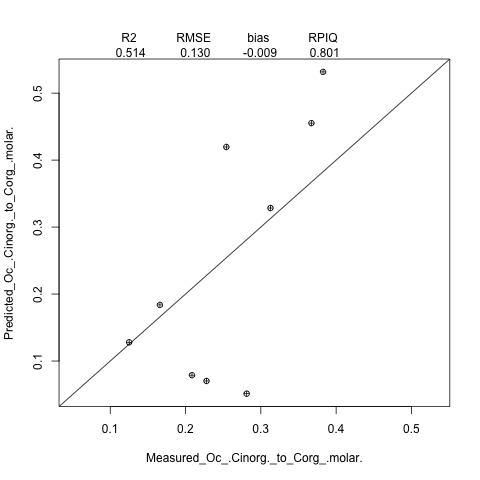 R2 RMSE bias RPIQ
0.514 0.130 -0.009 0.801
Predicted_Oc_.Cinorg._to_Corg_.molar.
0.5
0.4
0.3
0.2
0.1
0.1 0.2 0.3 0.4 0.5
Measured_Oc_.Cinorg._to_Corg_.molar.